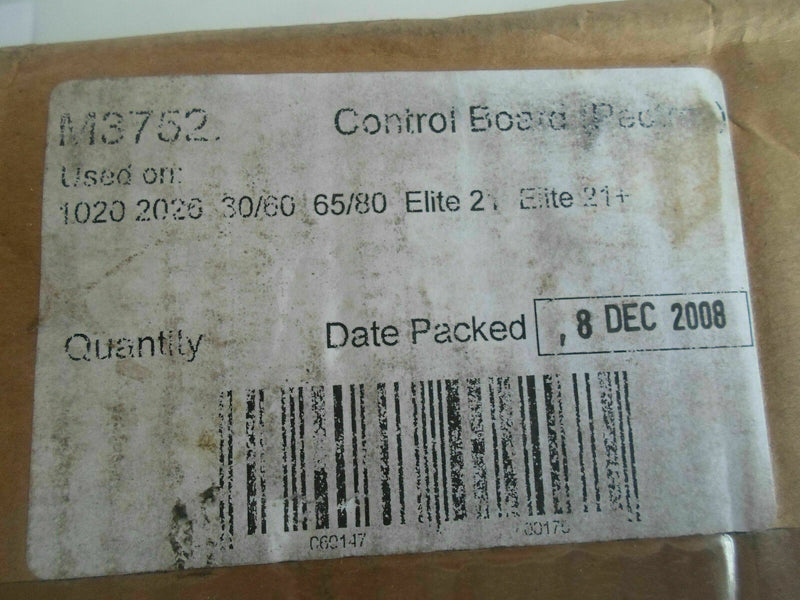 M3752. Control Board
Used on:
1020 2026 30/60 65/80 Elite 21 Elite 21+
Quantity Date Packed , 8 DEC 2008
060147